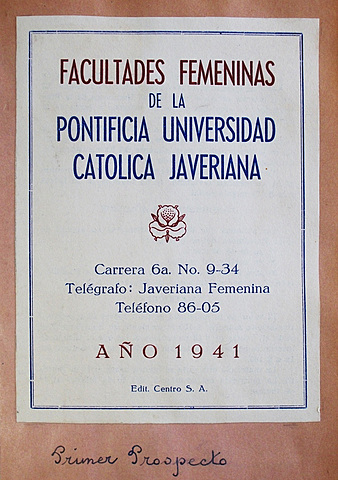 FACULTADES FEMENINAS
DE LA
PONTIFICIA UNIVERSIDAD
CATOLICA JAVERIANA
Carrera 6a. No. 9-34
Telégrafo: Javeriana Femenina
Teléfono 86-05
AÑO 1941
Edit. Centro S. A.
Primer Prospecto